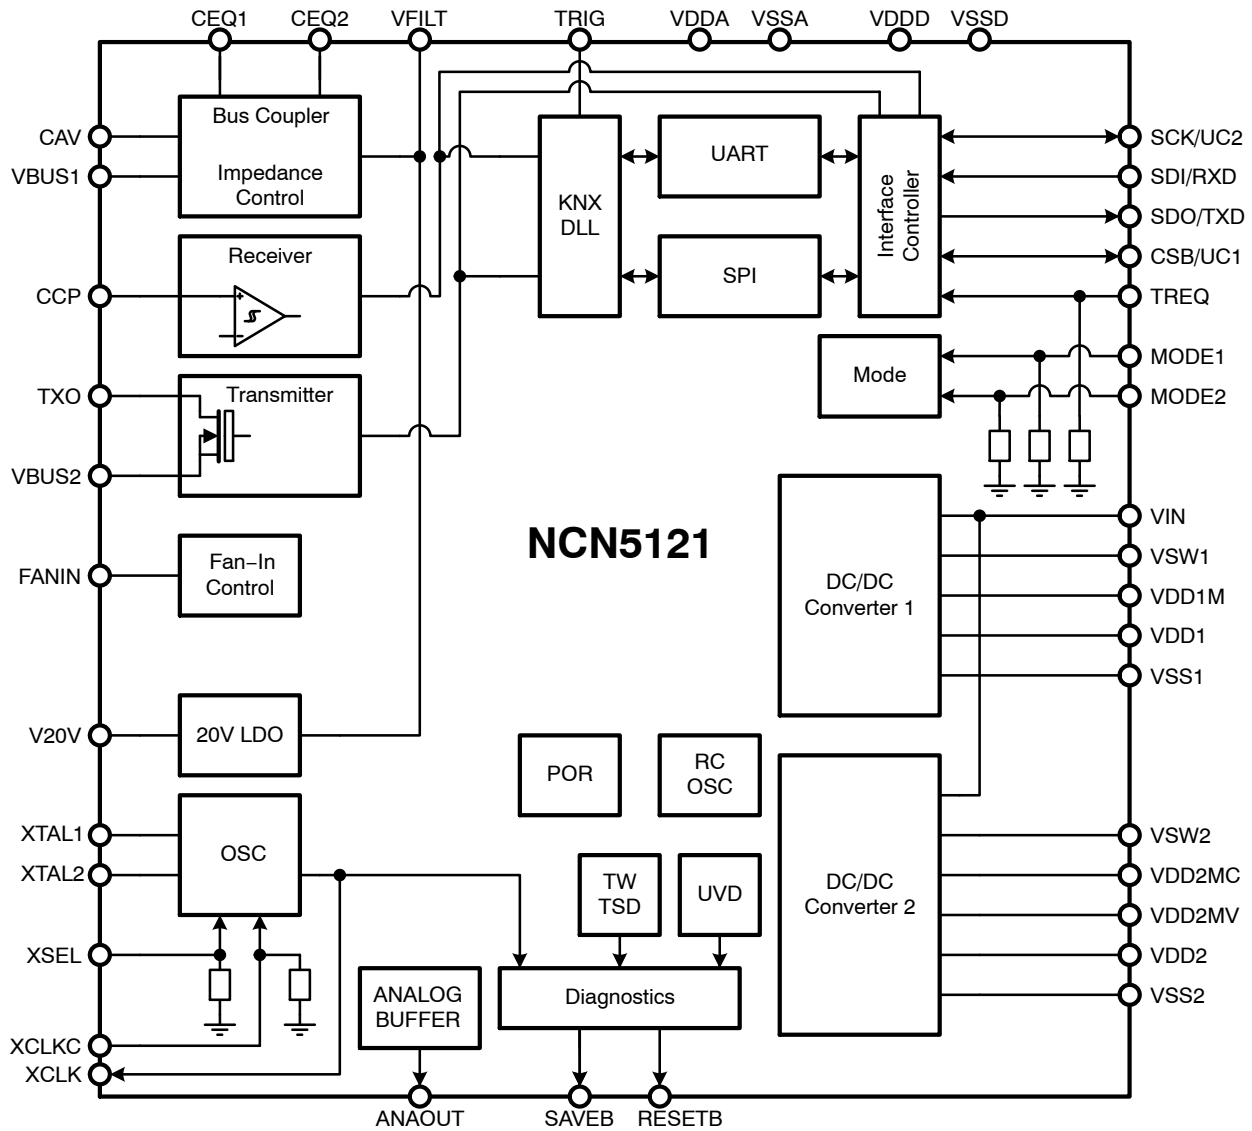 CEQ1
CEQ2
VFILT
TRIG
VDDA
VSSA
VDDD
VSSD
CAV
VBUS1
CCP
TXO
VBUS2
FANIN
V20V
XTAL1
XTAL2
XSEL
XCLKC
XCLK
Bus Coupler
Impedance
Control
Receiver
+
−
Transmitter
Fan−In
Control
20V LDO
OSC
KNX
DLL
UART
SPI
Interface
Controller
Mode
NCN5121
DC/DC
Converter 1
POR
RC
OSC
TW
TSD
UVD
DC/DC
Converter 2
ANALOG
BUFFER
Diagnostics
SCK/UC2
SDI/RXD
SDO/TXD
CSB/UC1
TREQ
MODE1
MODE2
VIN
VSW1
VDD1M
VDD1
VSS1
VSW2
VDD2MC
VDD2MV
VDD2
VSS2
ANAOUT
SAVEB
RESETB